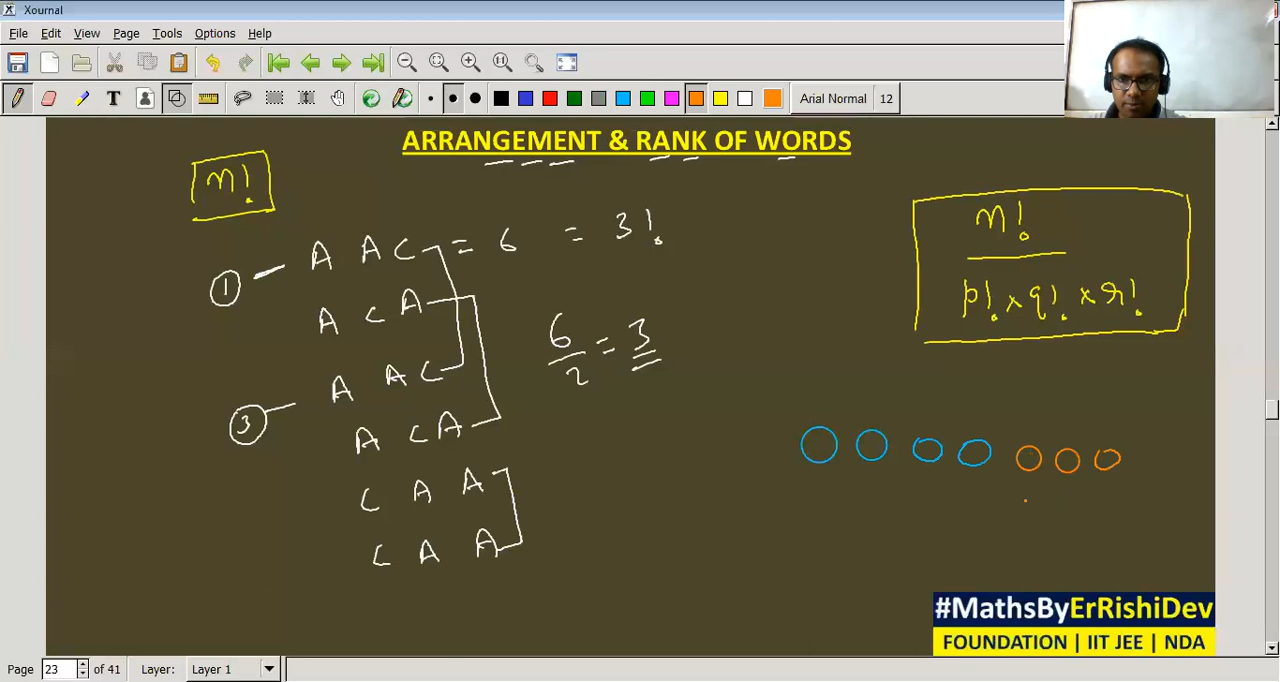 Xournal
File Edit View Page Tools Options Help
Arial Normal 12
ARRANGEMENT & RANK OF WORDS
n!
n!
p! × q! × r!
① — A A C = 6 = 3!
A C A
6/2 = 3
③ — A A C
A C A
C A A
C A A
#MathsByErRishiDev
FOUNDATION | IIT JEE | NDA
Page 23 of 41 Layer: Layer 1